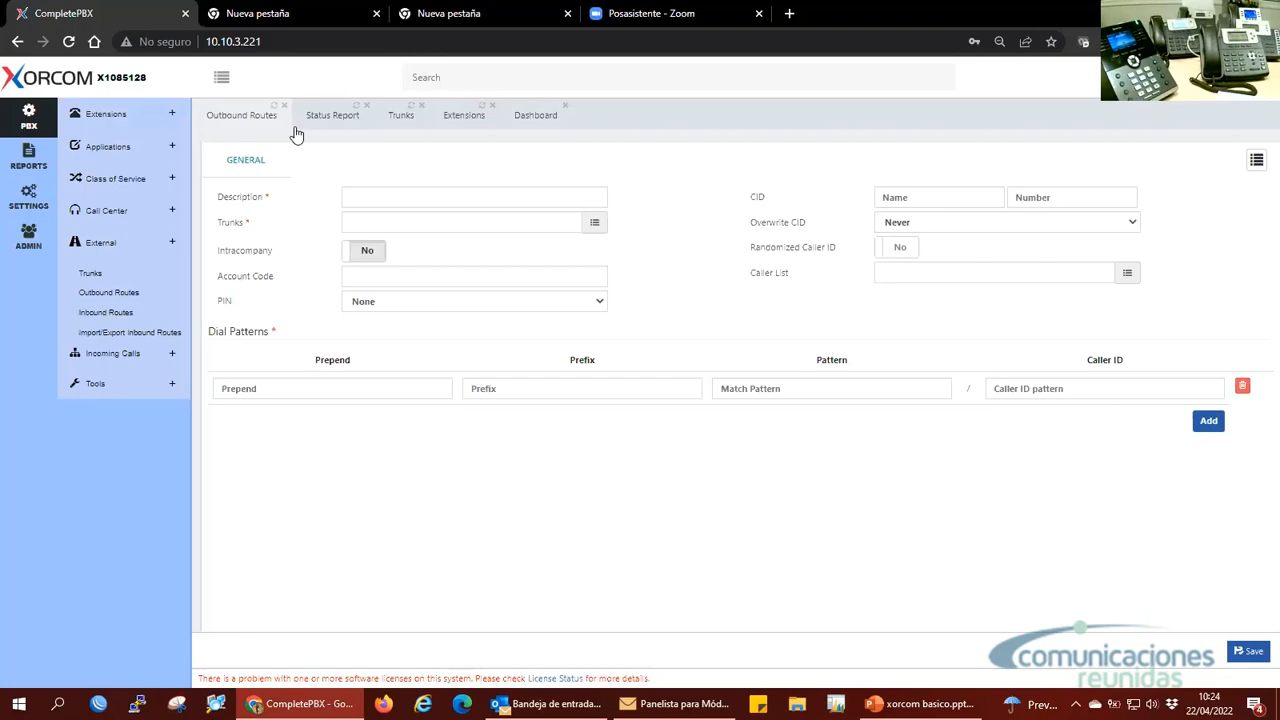 CompletePBX
Nueva pestaña
Nueva pestaña
Posasistente - Zoom
No seguro
10.10.3.221
XORCOM X1085128
Search
PBX
REPORTS
SETTINGS
ADMIN
Extensions
Applications
Class of Service
Call Center
External
Trunks
Outbound Routes
Inbound Routes
Import/Export Inbound Routes
Incoming Calls
Tools
Outbound Routes
Status Report
Trunks
Extensions
Dashboard
GENERAL
Description *
Trunks *
Intracompany No
Account Code
PIN None
CID Name Number
Overwrite CID Never
Randomized Caller ID No
Caller List
Dial Patterns *
Prepend Prefix Pattern Caller ID
Prepend Prefix Match Pattern / Caller ID pattern
Add
comunicaciones
reunidas
Save
There is a problem with one or more software licenses on this system. Please check License Status for more details.
CompletePBX - Go...
Bandeja de entrada...
Panelista para Mód...
xorcom basico.ppt...
Prev...
10:24
22/04/2022
4